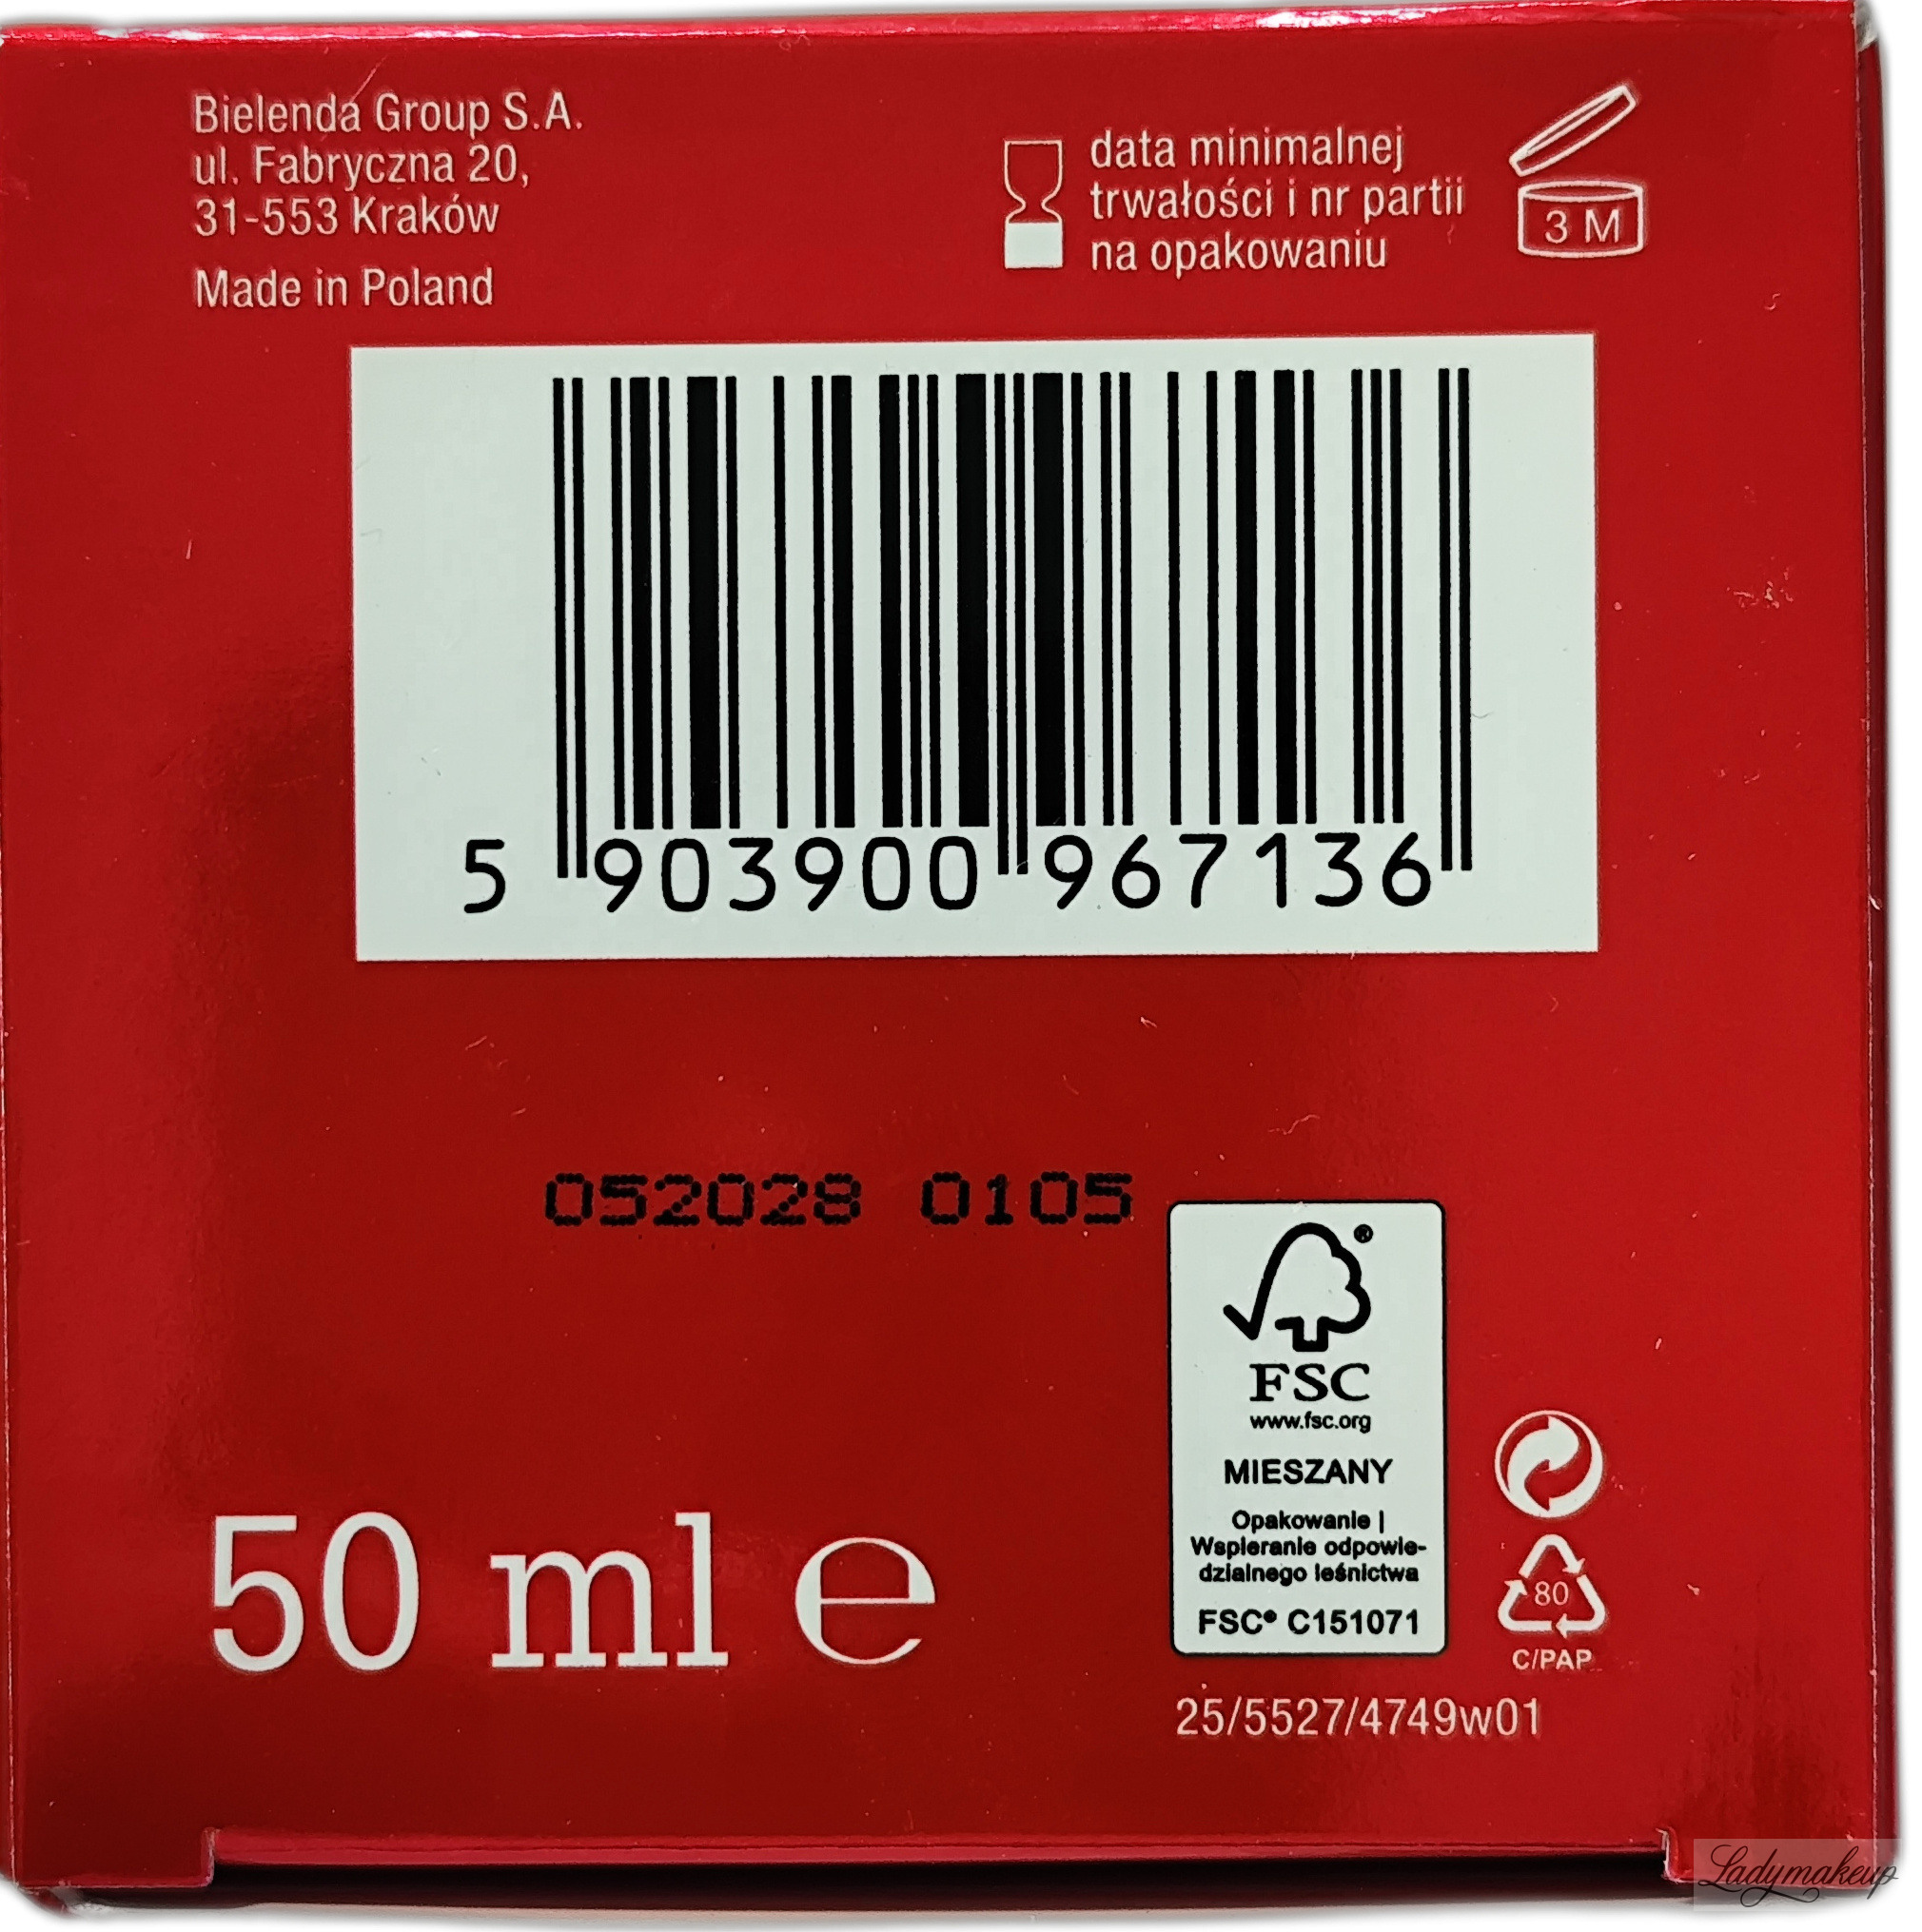 Bielenda Group S.A.
ul. Fabryczna 20,
31-553 Kraków
Made in Poland
data minimalnej
trwałości i nr partii
na opakowaniu
3 M
5 903900 967136
052028 0105
50 ml e
®
FSC
www.fsc.org
MIESZANY
Opakowanie |
Wspieranie odpowie-
dzialnego leśnictwa
FSC® C151071
80
C/PAP
25/5527/4749w01
Ladymakeup